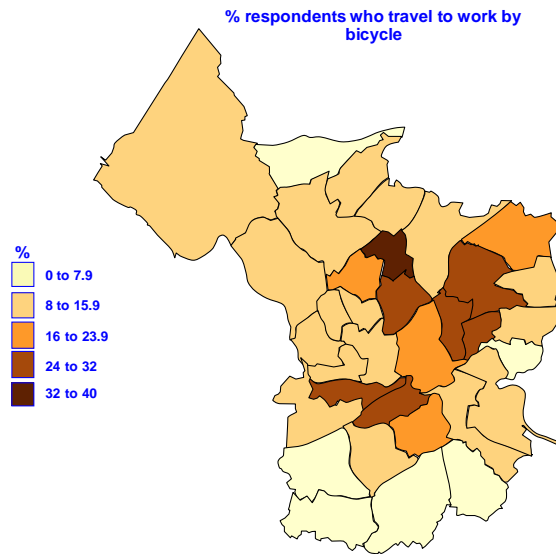 % respondents who travel to work by
bicycle
%
0 to 7.9
8 to 15.9
16 to 23.9
24 to 32
32 to 40